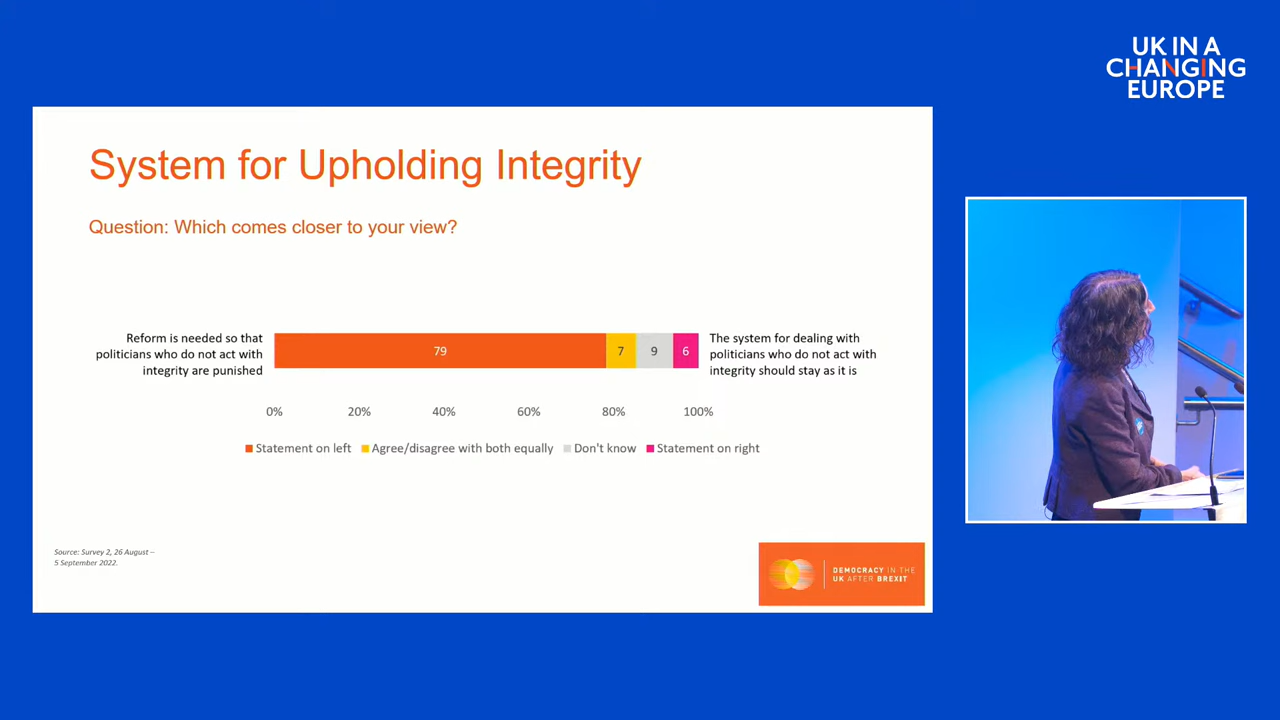 UK IN A
CHANGING
EUROPE
System for Upholding Integrity
Question: Which comes closer to your view?
Reform is needed so that
politicians who do not act with
integrity are punished
79
7
9
6
The system for dealing with
politicians who do not act with
integrity should stay as it is
0% 20% 40% 60% 80% 100%
Statement on left Agree/disagree with both equally Don't know Statement on right
Source: Survey 2, 26 August –
5 September 2022.
DEMOCRACY IN THE
UK AFTER BREXIT